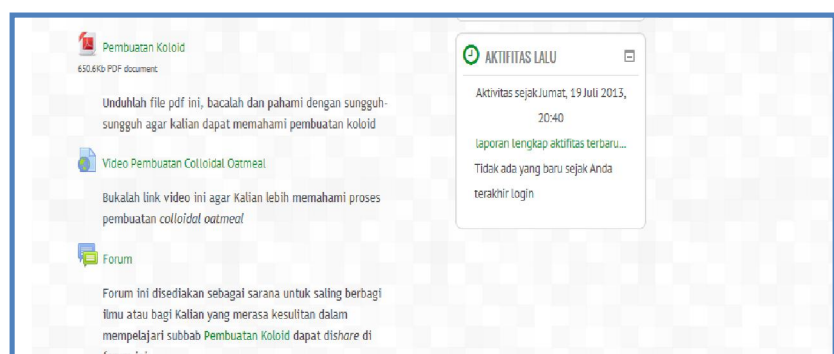 Pembuatan Koloid
650.6Kb PDF document
Unduhlah file pdf ini, bacalah dan pahami dengan sungguh-
sungguh agar kalian dapat memahami pembuatan koloid
Video Pembuatan Colloidal Oatmeal
Bukalah link video ini agar Kalian lebih memahami proses
pembuatan colloidal oatmeal
Forum
Forum ini disediakan sebagai sarana untuk saling berbagi
ilmu atau bagi Kalian yang merasa kesulitan dalam
mempelajari subbab Pembuatan Koloid dapat dishare di
AKTIFITAS LALU
Aktivitas sejak Jumat, 19 Juli 2013,
20:40
laporan lengkap aktifitas terbaru...
Tidak ada yang baru sejak Anda
terakhir login